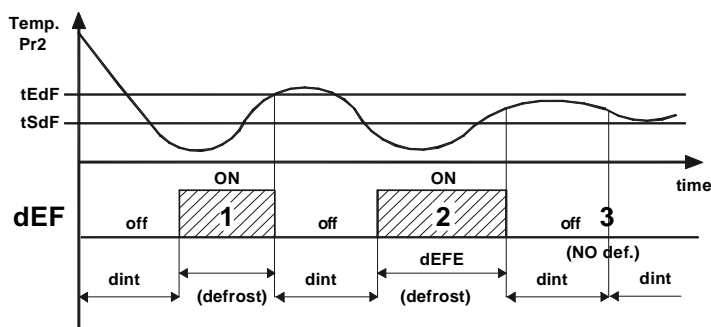 Temp.
Pr2
tEdF
tSdF
time
ON
ON
dEF
off
1
off
2
off
3
(NO def.)
dEFE
dint
(defrost)
dint
(defrost)
dint
dint